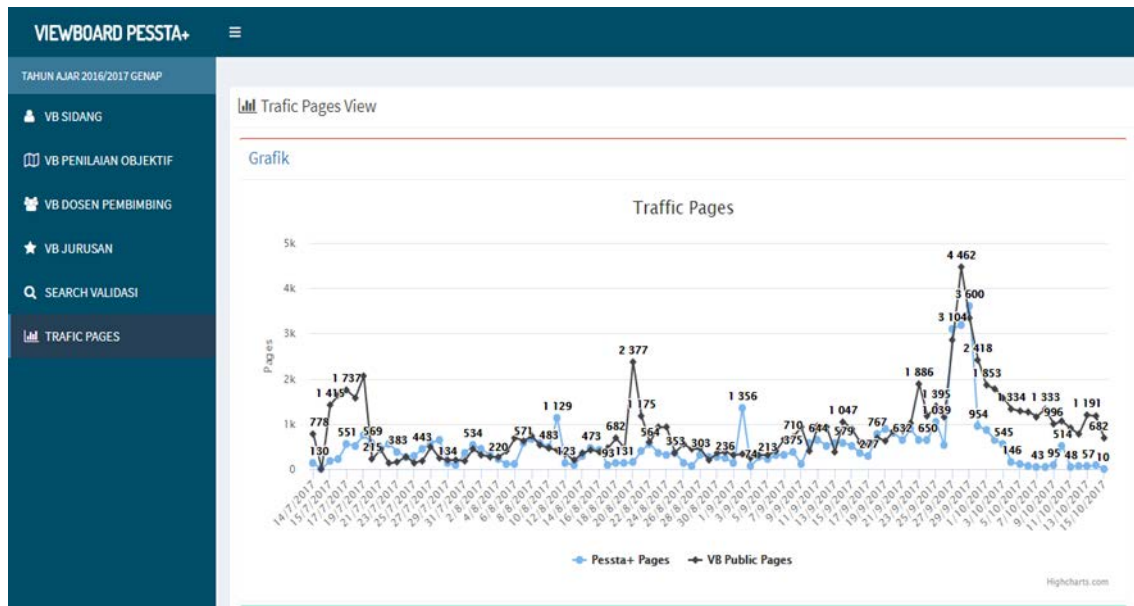 VIEWBOARD PESSTA+
TAHUN AJAR 2016/2017 GENAP
VB SIDANG
VB PENILAIAN OBJEKTIF
VB DOSEN PEMBIMBING
VB JURUSAN
SEARCH VALIDASI
TRAFIC PAGES
Trafic Pages View
Grafik
Traffic Pages
Pages
5k
4k
3k
2k
1k
0
778
130
1 415
1 737
551
569
215
383
443
134
534
220
571
483
1 129
473
93
682
131
2 377
1 175
564
353
303
236
1 356
74
213
375
710
644
1 047
579
277
767
632
1 886
650
1 395
1 039
3 104
4 462
3 600
2 418
954
1 853
545
1 334
146
1 333
43
996
95
514
48
1 191
57
682
10
14/7/2017 15/7/2017 17/7/2017 19/7/2017 21/7/2017 23/7/2017 25/7/2017 27/7/2017 29/7/2017 31/7/2017 2/8/2017 4/8/2017 6/8/2017 8/8/2017 10/8/2017 12/8/2017 14/8/2017 16/8/2017 18/8/2017 20/8/2017 22/8/2017 24/8/2017 26/8/2017 28/8/2017 30/8/2017 1/9/2017 3/9/2017 5/9/2017 7/9/2017 9/9/2017 11/9/2017 13/9/2017 15/9/2017 17/9/2017 19/9/2017 21/9/2017 23/9/2017 25/9/2017 27/9/2017 29/9/2017 1/10/2017 3/10/2017 5/10/2017 7/10/2017 9/10/2017 11/10/2017 13/10/2017 15/10/2017
Pessta+ Pages
VB Public Pages
Highcharts.com